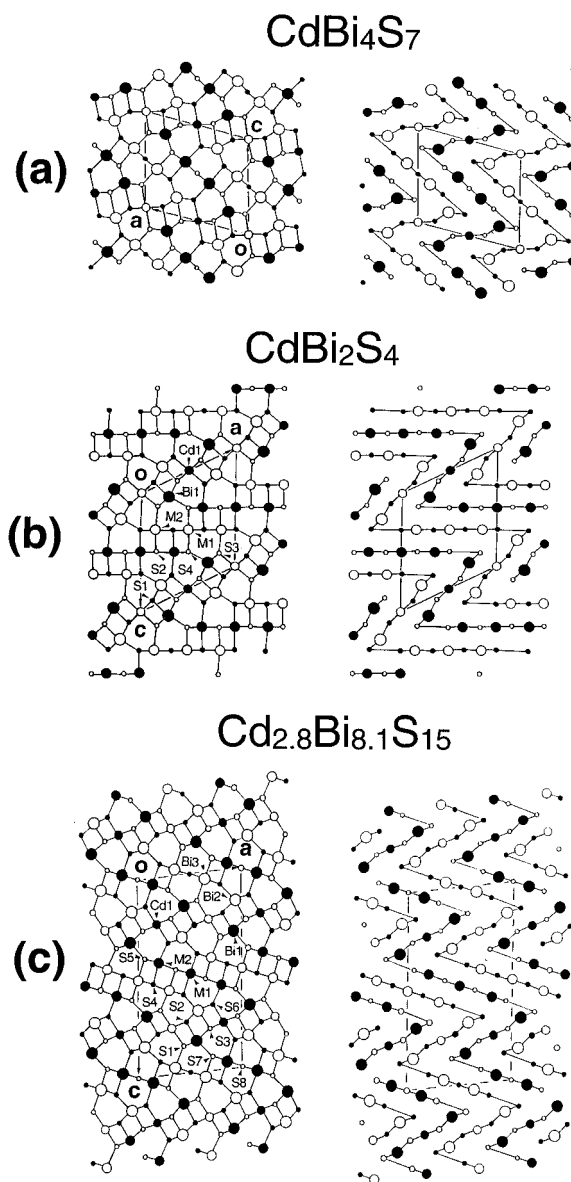 CdBi4S7
(a)
c
a
o
CdBi2S4
(b)
a
Cd1
o
Bi1
M2
M1
S3
S2
S4
S1
c
Cd2.8Bi8.1S15
(c)
o
Bi3
a
Bi2
Cd1
Bi1
S5
M2
M1
S4
S2
S6
S1
S3
S7
c
S8